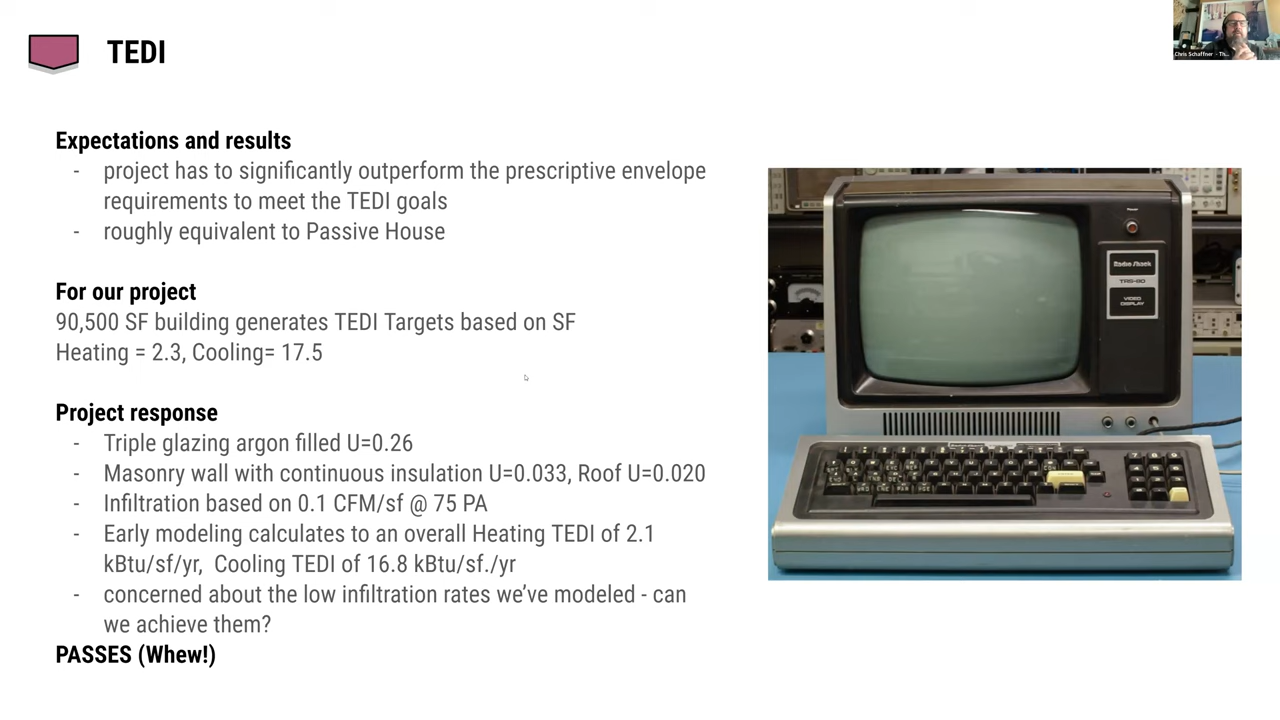 TEDI
Chris Schaffner - Th...
Expectations and results
- project has to significantly outperform the prescriptive envelope
requirements to meet the TEDI goals
- roughly equivalent to Passive House
For our project
90,500 SF building generates TEDI Targets based on SF
Heating = 2.3, Cooling= 17.5
Project response
- Triple glazing argon filled U=0.26
- Masonry wall with continuous insulation U=0.033, Roof U=0.020
- Infiltration based on 0.1 CFM/sf @ 75 PA
- Early modeling calculates to an overall Heating TEDI of 2.1
kBtu/sf/yr, Cooling TEDI of 16.8 kBtu/sf./yr
- concerned about the low infiltration rates we've modeled - can
we achieve them?
PASSES (Whew!)
Power
Radio Shack
TRS-80
VIDEO
DISPLAY